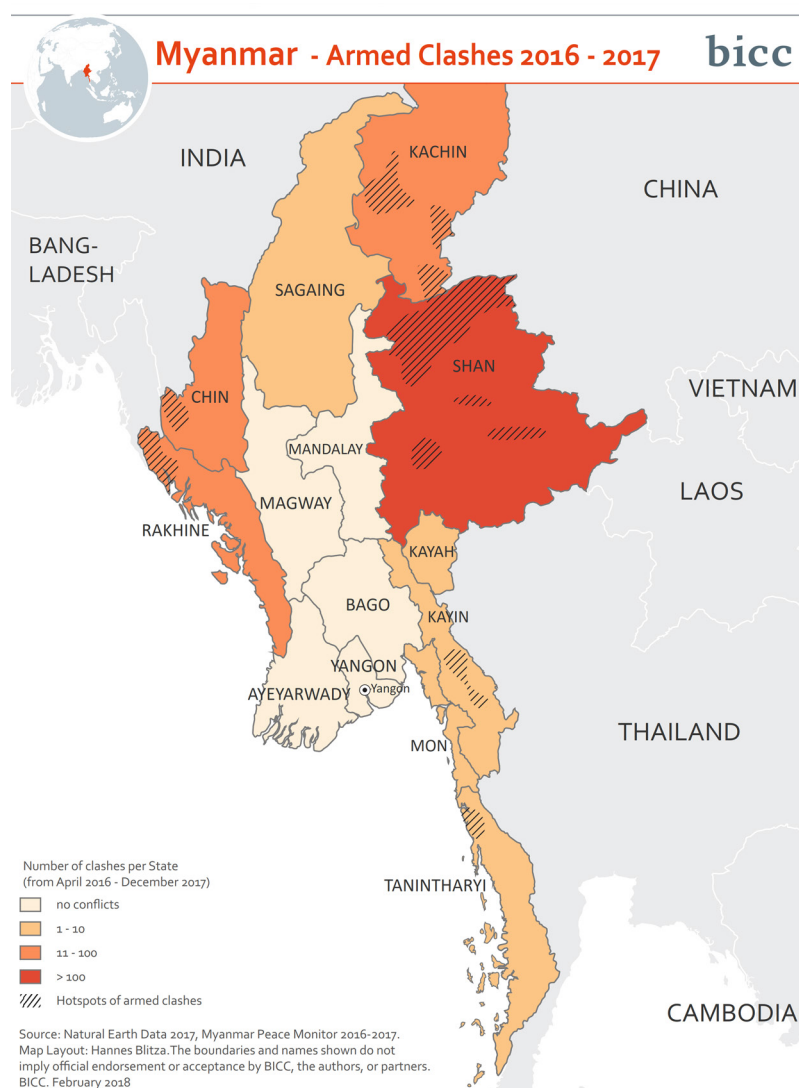 Myanmar - Armed Clashes 2016 - 2017
bicc
INDIA
KACHIN
CHINA
BANG-
LADESH
SAGAING
SHAN
VIETNAM
CHIN
MANDALAY
LAOS
MAGWAY
RAKHINE
KAYAH
BAGO
KAYIN
YANGON
Yangon
AYEYARWADY
THAILAND
MON
Number of clashes per State
(from April 2016 - December 2017)
no conflicts
1 - 10
11 - 100
> 100
Hotspots of armed clashes
TANINTHARYI
CAMBODIA
Source: Natural Earth Data 2017, Myanmar Peace Monitor 2016-2017.
Map Layout: Hannes Blitza.The boundaries and names shown do not
imply official endorsement or acceptance by BICC, the authors, or partners.
BICC. February 2018